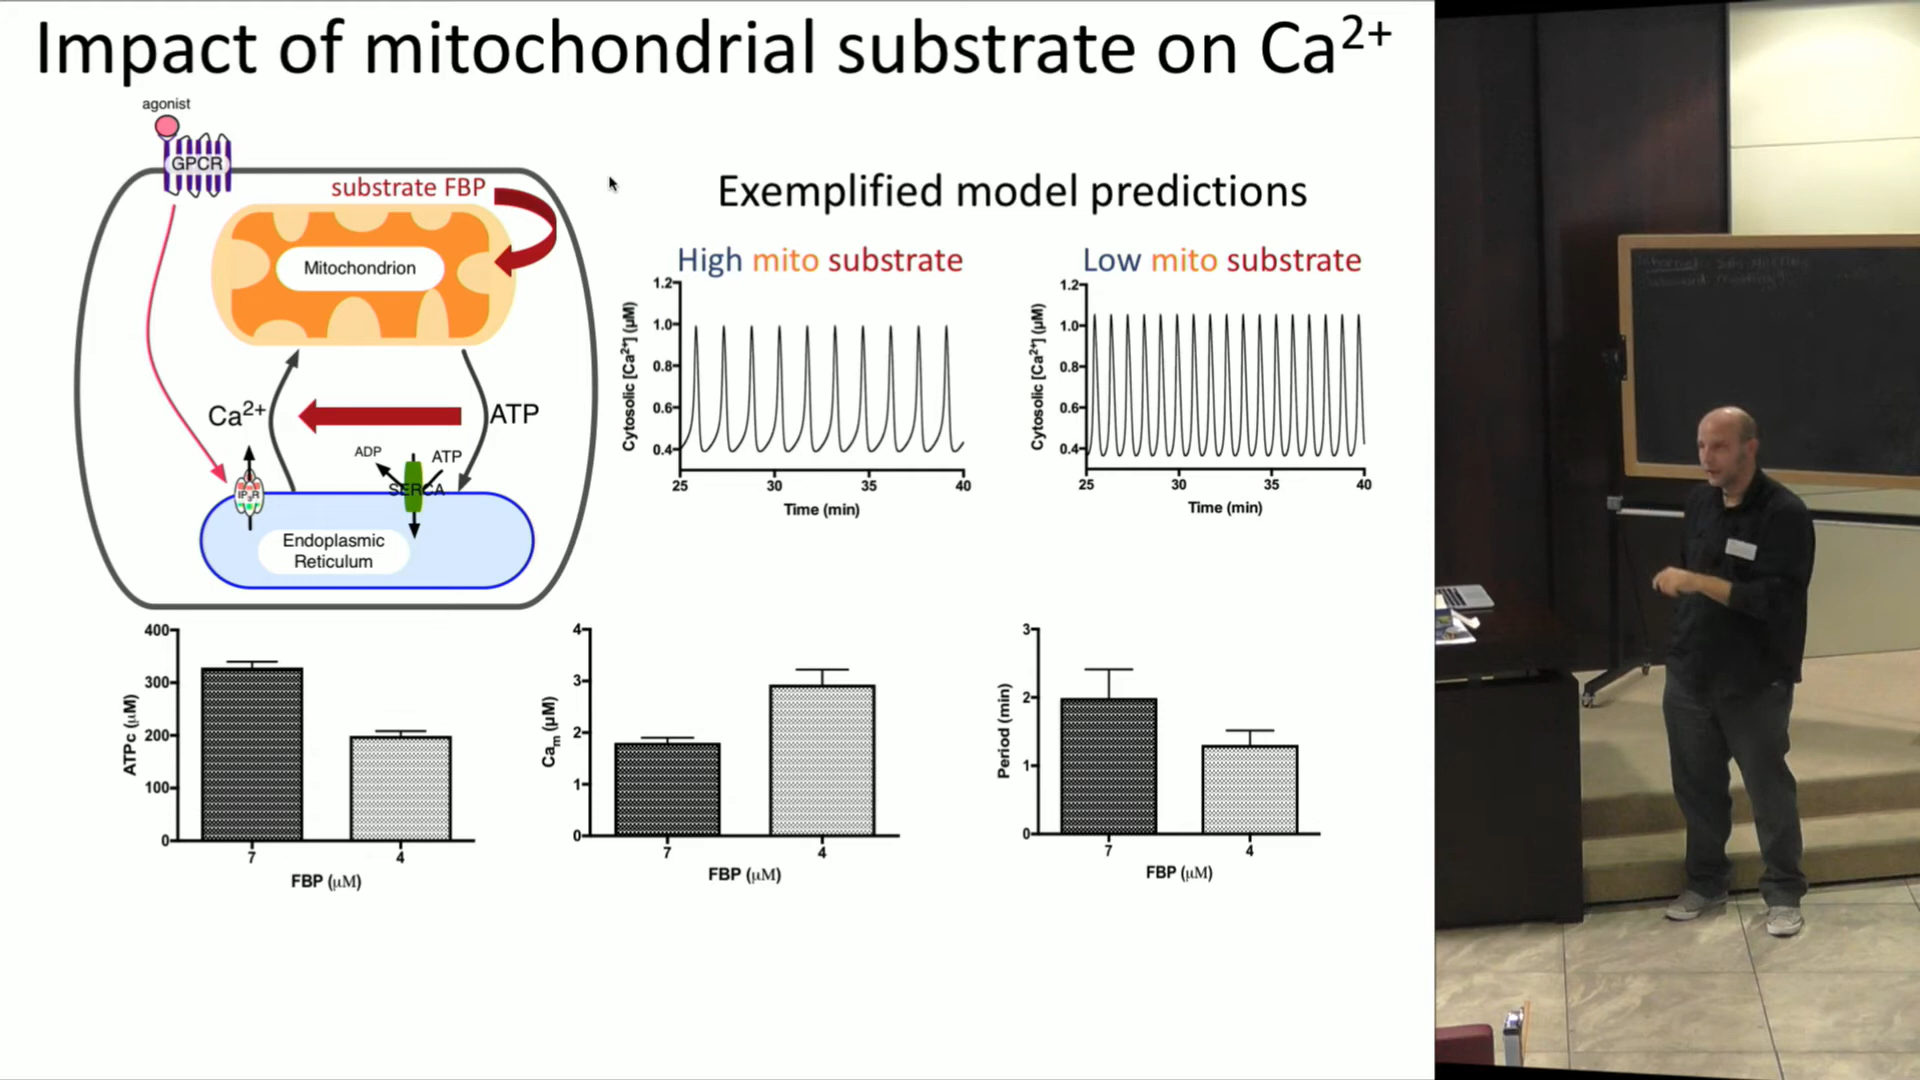 Impact of mitochondrial substrate on Ca²⁺
agonist
GPCR
substrate FBP
Mitochondrion
Ca²⁺
ATP
ADP
ATP
SERCA
IP₃R
Endoplasmic
Reticulum
Exemplified model predictions
High mito substrate
1.2
1.0
0.8
0.6
0.4
Cytosolic [Ca²⁺] (μM)
25 30 35 40
Time (min)
Low mito substrate
1.2
1.0
0.8
0.6
0.4
Cytosolic [Ca²⁺] (μM)
25 30 35 40
Time (min)
400
300
200
100
0
ATPc (μM)
7 4
FBP (μM)
4
3
2
1
0
Caₘ (μM)
7 4
FBP (μM)
3
2
1
0
Period (min)
7 4
FBP (μM)